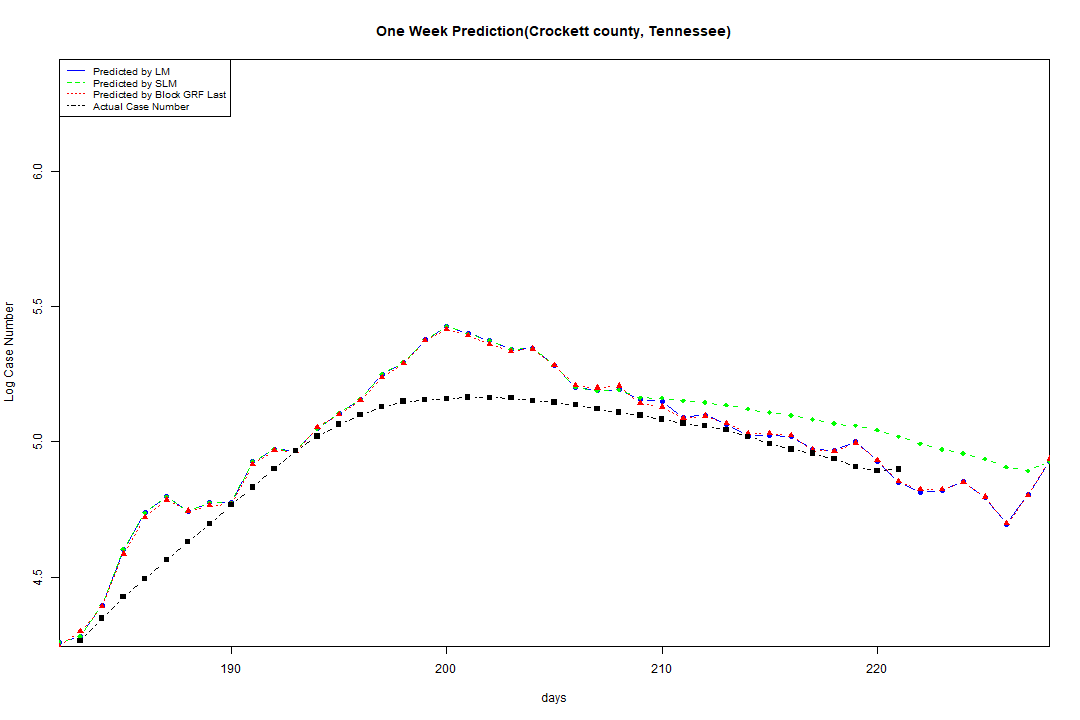 One Week Prediction(Crockett county, Tennessee)
Predicted by LM
Predicted by SLM
Predicted by Block GRF Last
Actual Case Number
6.0
5.5
5.0
4.5
Log Case Number
190 200 210 220
days